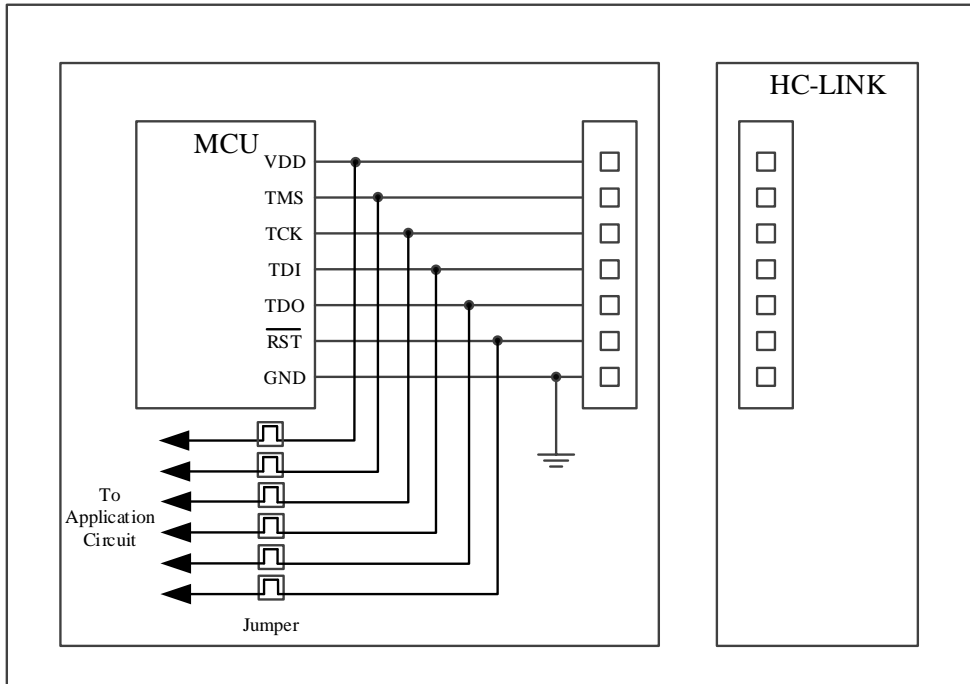 HC-LINK
MCU
VDD
TMS
TCK
TDI
TDO
RST
GND
To
Application
Circuit
Jumper